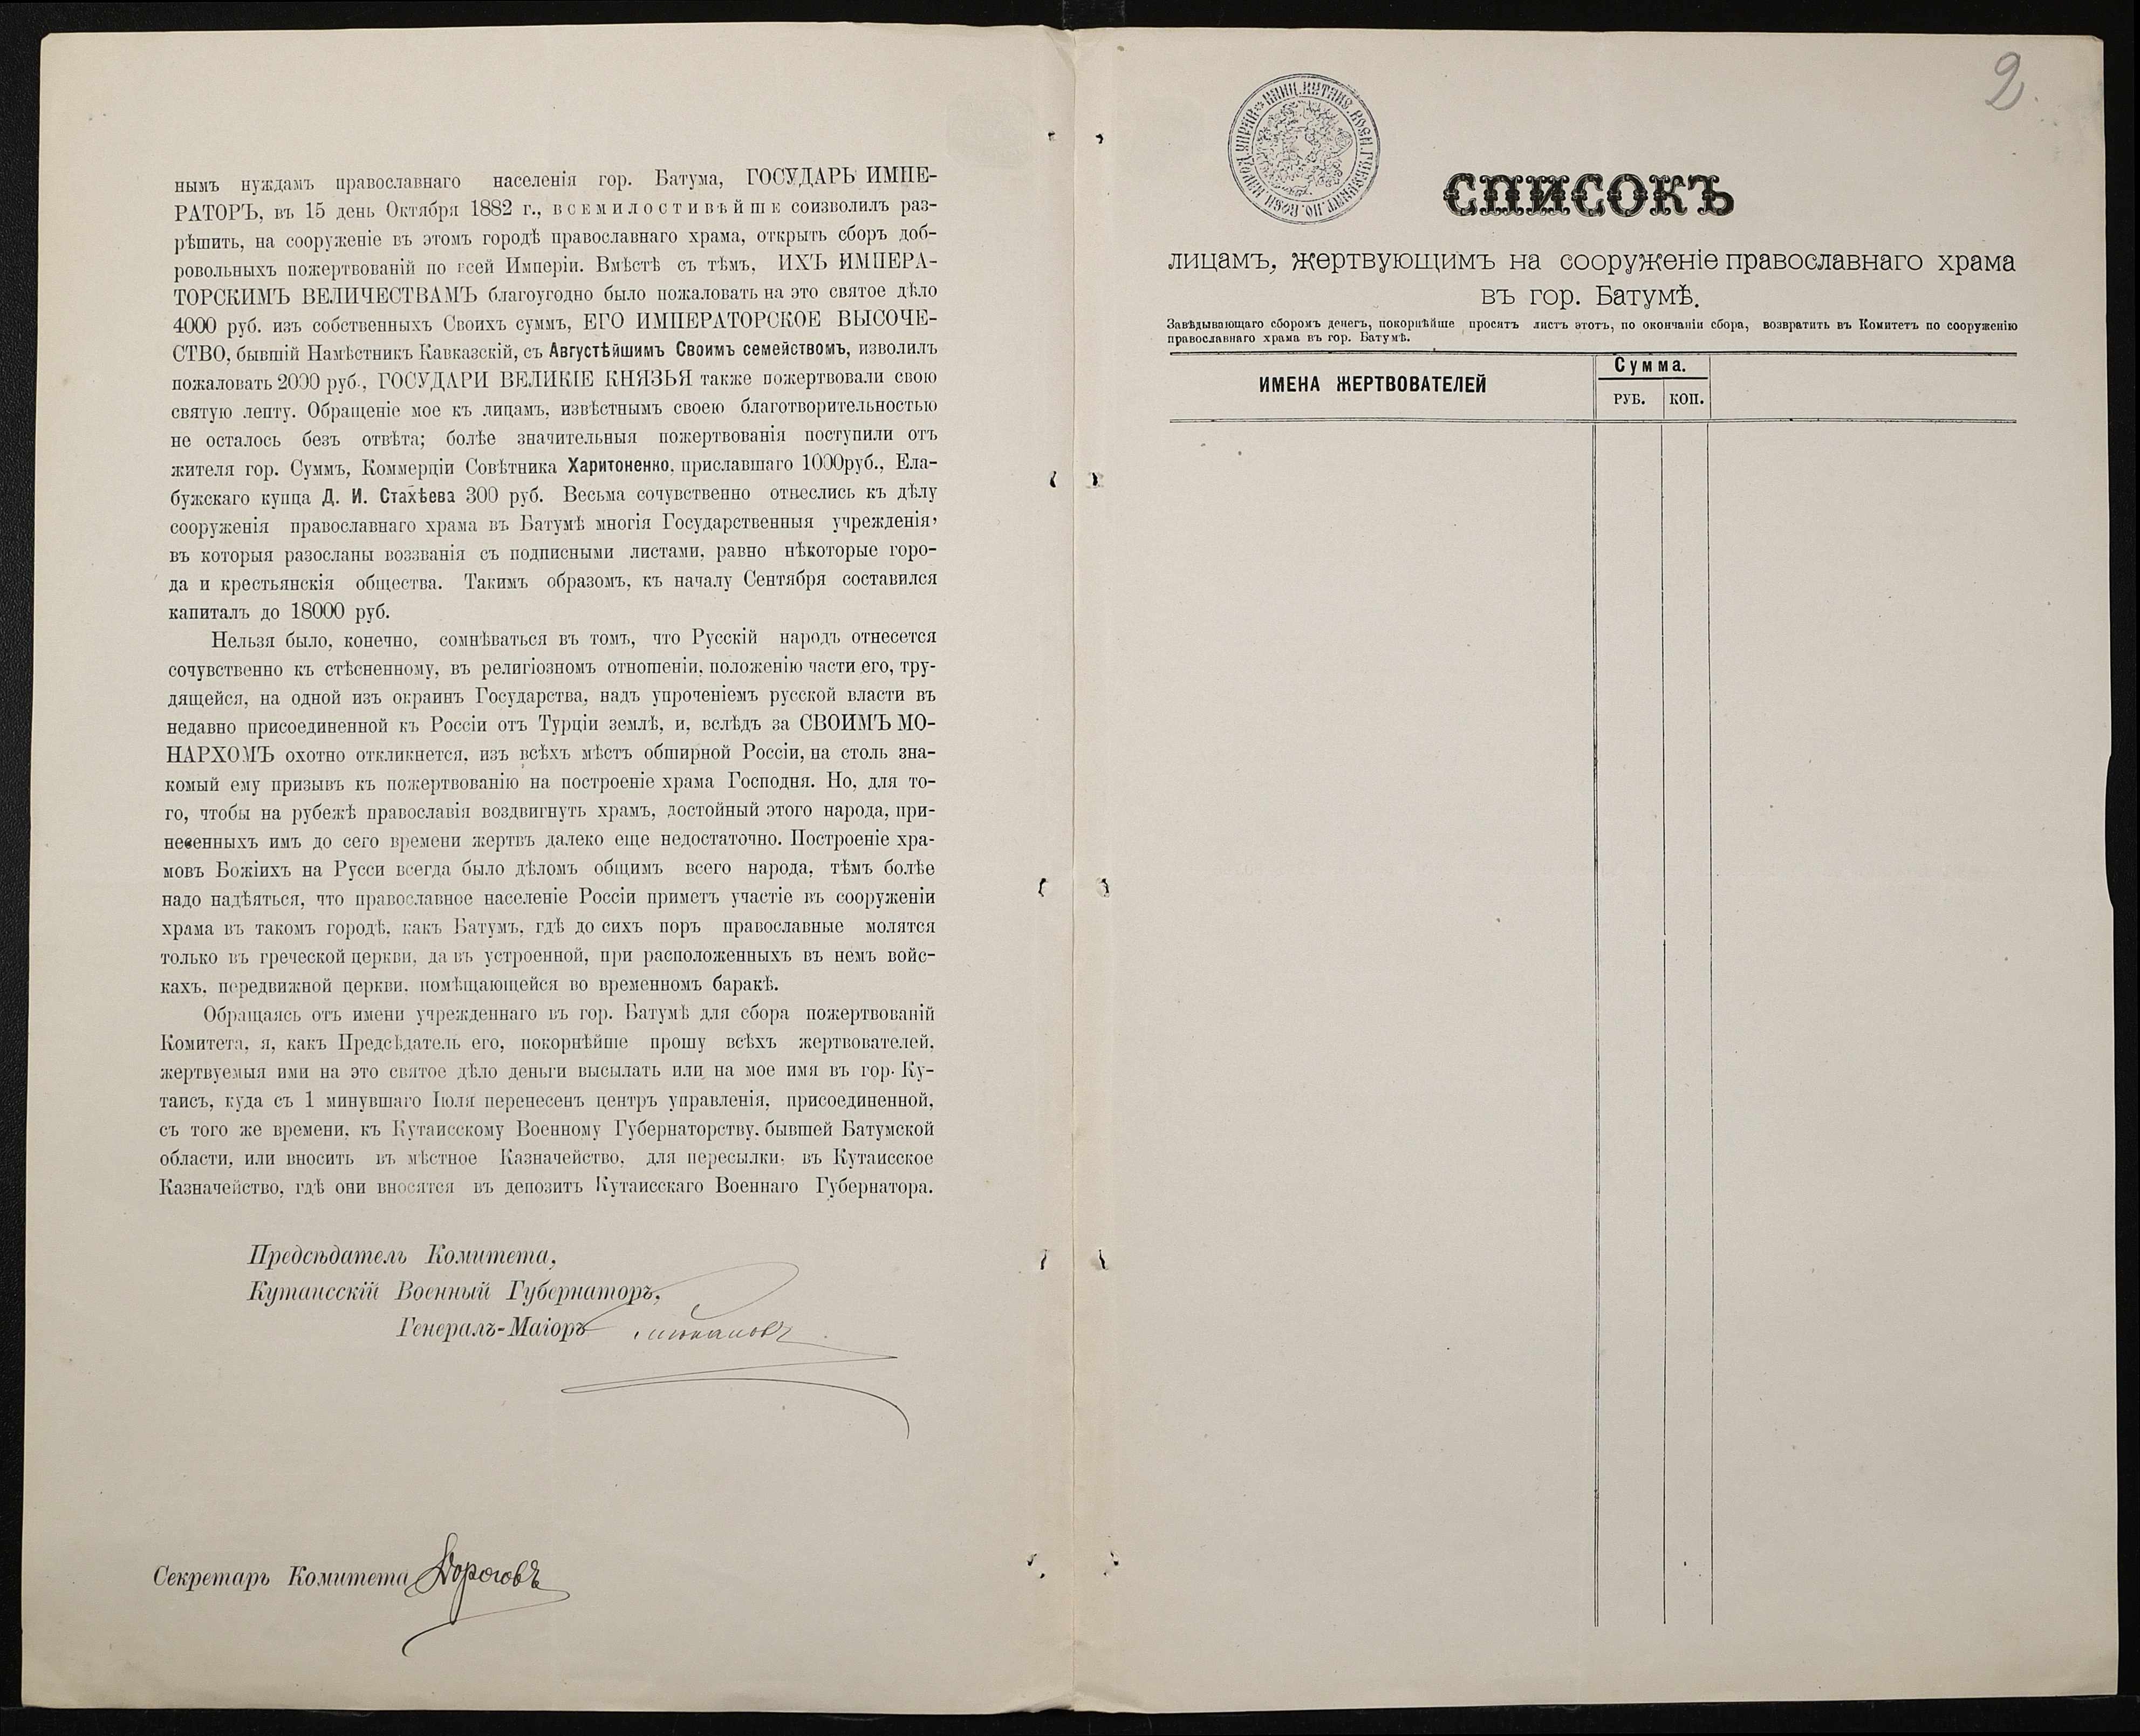 нымъ нуждамъ православнаго населенія гор. Батума, ГОСУДАРЬ ИМПЕ-
РАТОРЪ, въ 15 день Октября 1882 г., всемилостивѣйше соизволилъ раз-
рѣшить, на сооруженіе въ этомъ городѣ православнаго храма, открыть сборъ доб-
ровольныхъ пожертвованій по всей Имперіи. Вмѣстѣ съ тѣмъ, ИХЪ ИМПЕРА-
ТОРСКИМЪ ВЕЛИЧЕСТВАМЪ благоугодно было пожаловать на это святое дѣло
4000 руб. изъ собственныхъ Своихъ суммъ, ЕГО ИМПЕРАТОРСКОЕ ВЫСОЧЕ-
СТВО, бывшій Намѣстникъ Кавказскій, съ Августѣйшимъ Своимъ семействомъ, изволилъ
пожаловать 2000 руб., ГОСУДАРИ ВЕЛИКІЕ КНЯЗЬЯ также пожертвовали свою
святую лепту. Обращеніе мое къ лицамъ, извѣстнымъ своею благотворительностью
не осталось безъ отвѣта; болѣе значительныя пожертвованія поступили отъ
жителя гор. Суммъ, Коммерціи Совѣтника Харитоненко, приславшаго 1000руб., Ела-
бужскаго купца Д. И. Стахѣева 300 руб. Весьма сочувственно отнеслись къ дѣлу
сооруженія православнаго храма въ Батумѣ многія Государственныя учрежденія,
въ которыя разосланы воззванія съ подписными листами, равно нѣкоторые горо-
да и крестьянскія общества. Такимъ образомъ, къ началу Сентября составился
капиталъ до 18000 руб.
Нельзя было, конечно, сомнѣваться въ томъ, что Русскій народъ отнесется
сочувственно къ стѣсненному, въ религіозномъ отношеніи, положенію части его, тру-
дящейся, на одной изъ окраинъ Государства, надъ упроченіемъ русской власти въ
недавно присоединенной къ Россіи отъ Турціи землѣ, и, вслѣдъ за СВОИМЪ МО-
НАРХОМЪ охотно откликнется, изъ всѣхъ мѣстъ обширной Россіи, на столь зна-
комый ему призывъ къ пожертвованію на построеніе храма Господня. Но, для то-
го, чтобы на рубежѣ православія воздвигнуть храмъ, достойный этого народа, при-
несенныхъ имъ до сего времени жертвъ далеко еще недостаточно. Построеніе хра-
мовъ Божіихъ на Русси всегда было дѣломъ общимъ всего народа, тѣмъ болѣе
надо надѣяться, что православное населеніе Россіи приметъ участіе въ сооруженіи
храма въ такомъ городѣ, какъ Батумъ, гдѣ до сихъ поръ православные молятся
только въ греческой церкви, да въ устроенной, при расположенныхъ въ немъ войс-
кахъ, передвижной церкви, помѣщающейся во временномъ баракѣ.
Обращаясь отъ имени учрежденнаго въ гор. Батумѣ для сбора пожертвованій
Комитета, я, какъ Предсѣдатель его, покорнѣйше прошу всѣхъ жертвователей,
жертвуемыя ими на это святое дѣло деньги высылать или на мое имя въ гор. Ку-
таисъ, куда съ 1 минувшаго Іюля перенесенъ центръ управленія, присоединенной,
съ того же времени, къ Кутаисскому Военному Губернаторству, бывшей Батумской
области, или вносить въ мѣстное Казначейство, для пересылки, въ Кутаисское
Казначейство, гдѣ они вносятся въ депозитъ Кутаисскаго Военнаго Губернатора.
Предсѣдатель Комитета,
Кутаисскій Военный Губернаторъ,
Генералъ-Маіоръ
Секретарь Комитета Дороговъ
2
СПИСОКЪ
лицамъ, жертвующимъ на сооруженіе православнаго храма
въ гор. Батумѣ.
Завѣдывающаго сборомъ денегъ, покорнѣйше просятъ листъ этотъ, по окончаніи сбора, возвратить въ Комитетъ по сооруженію
православнаго храма въ гор. Батумѣ.
ИМЕНА ЖЕРТВОВАТЕЛЕЙ
Сумма.
РУБ.
КОП.